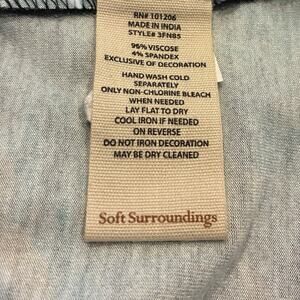 RN# 101206
MADE IN INDIA
STYLE# 3FN85
96% VISCOSE
4% SPANDEX
EXCLUSIVE OF DECORATION
HAND WASH COLD
SEPARATELY
ONLY NON-CHLORINE BLEACH
WHEN NEEDED
LAY FLAT TO DRY
COOL IRON IF NEEDED
ON REVERSE
DO NOT IRON DECORATION
MAY BE DRY CLEANED
Soft Surroundings